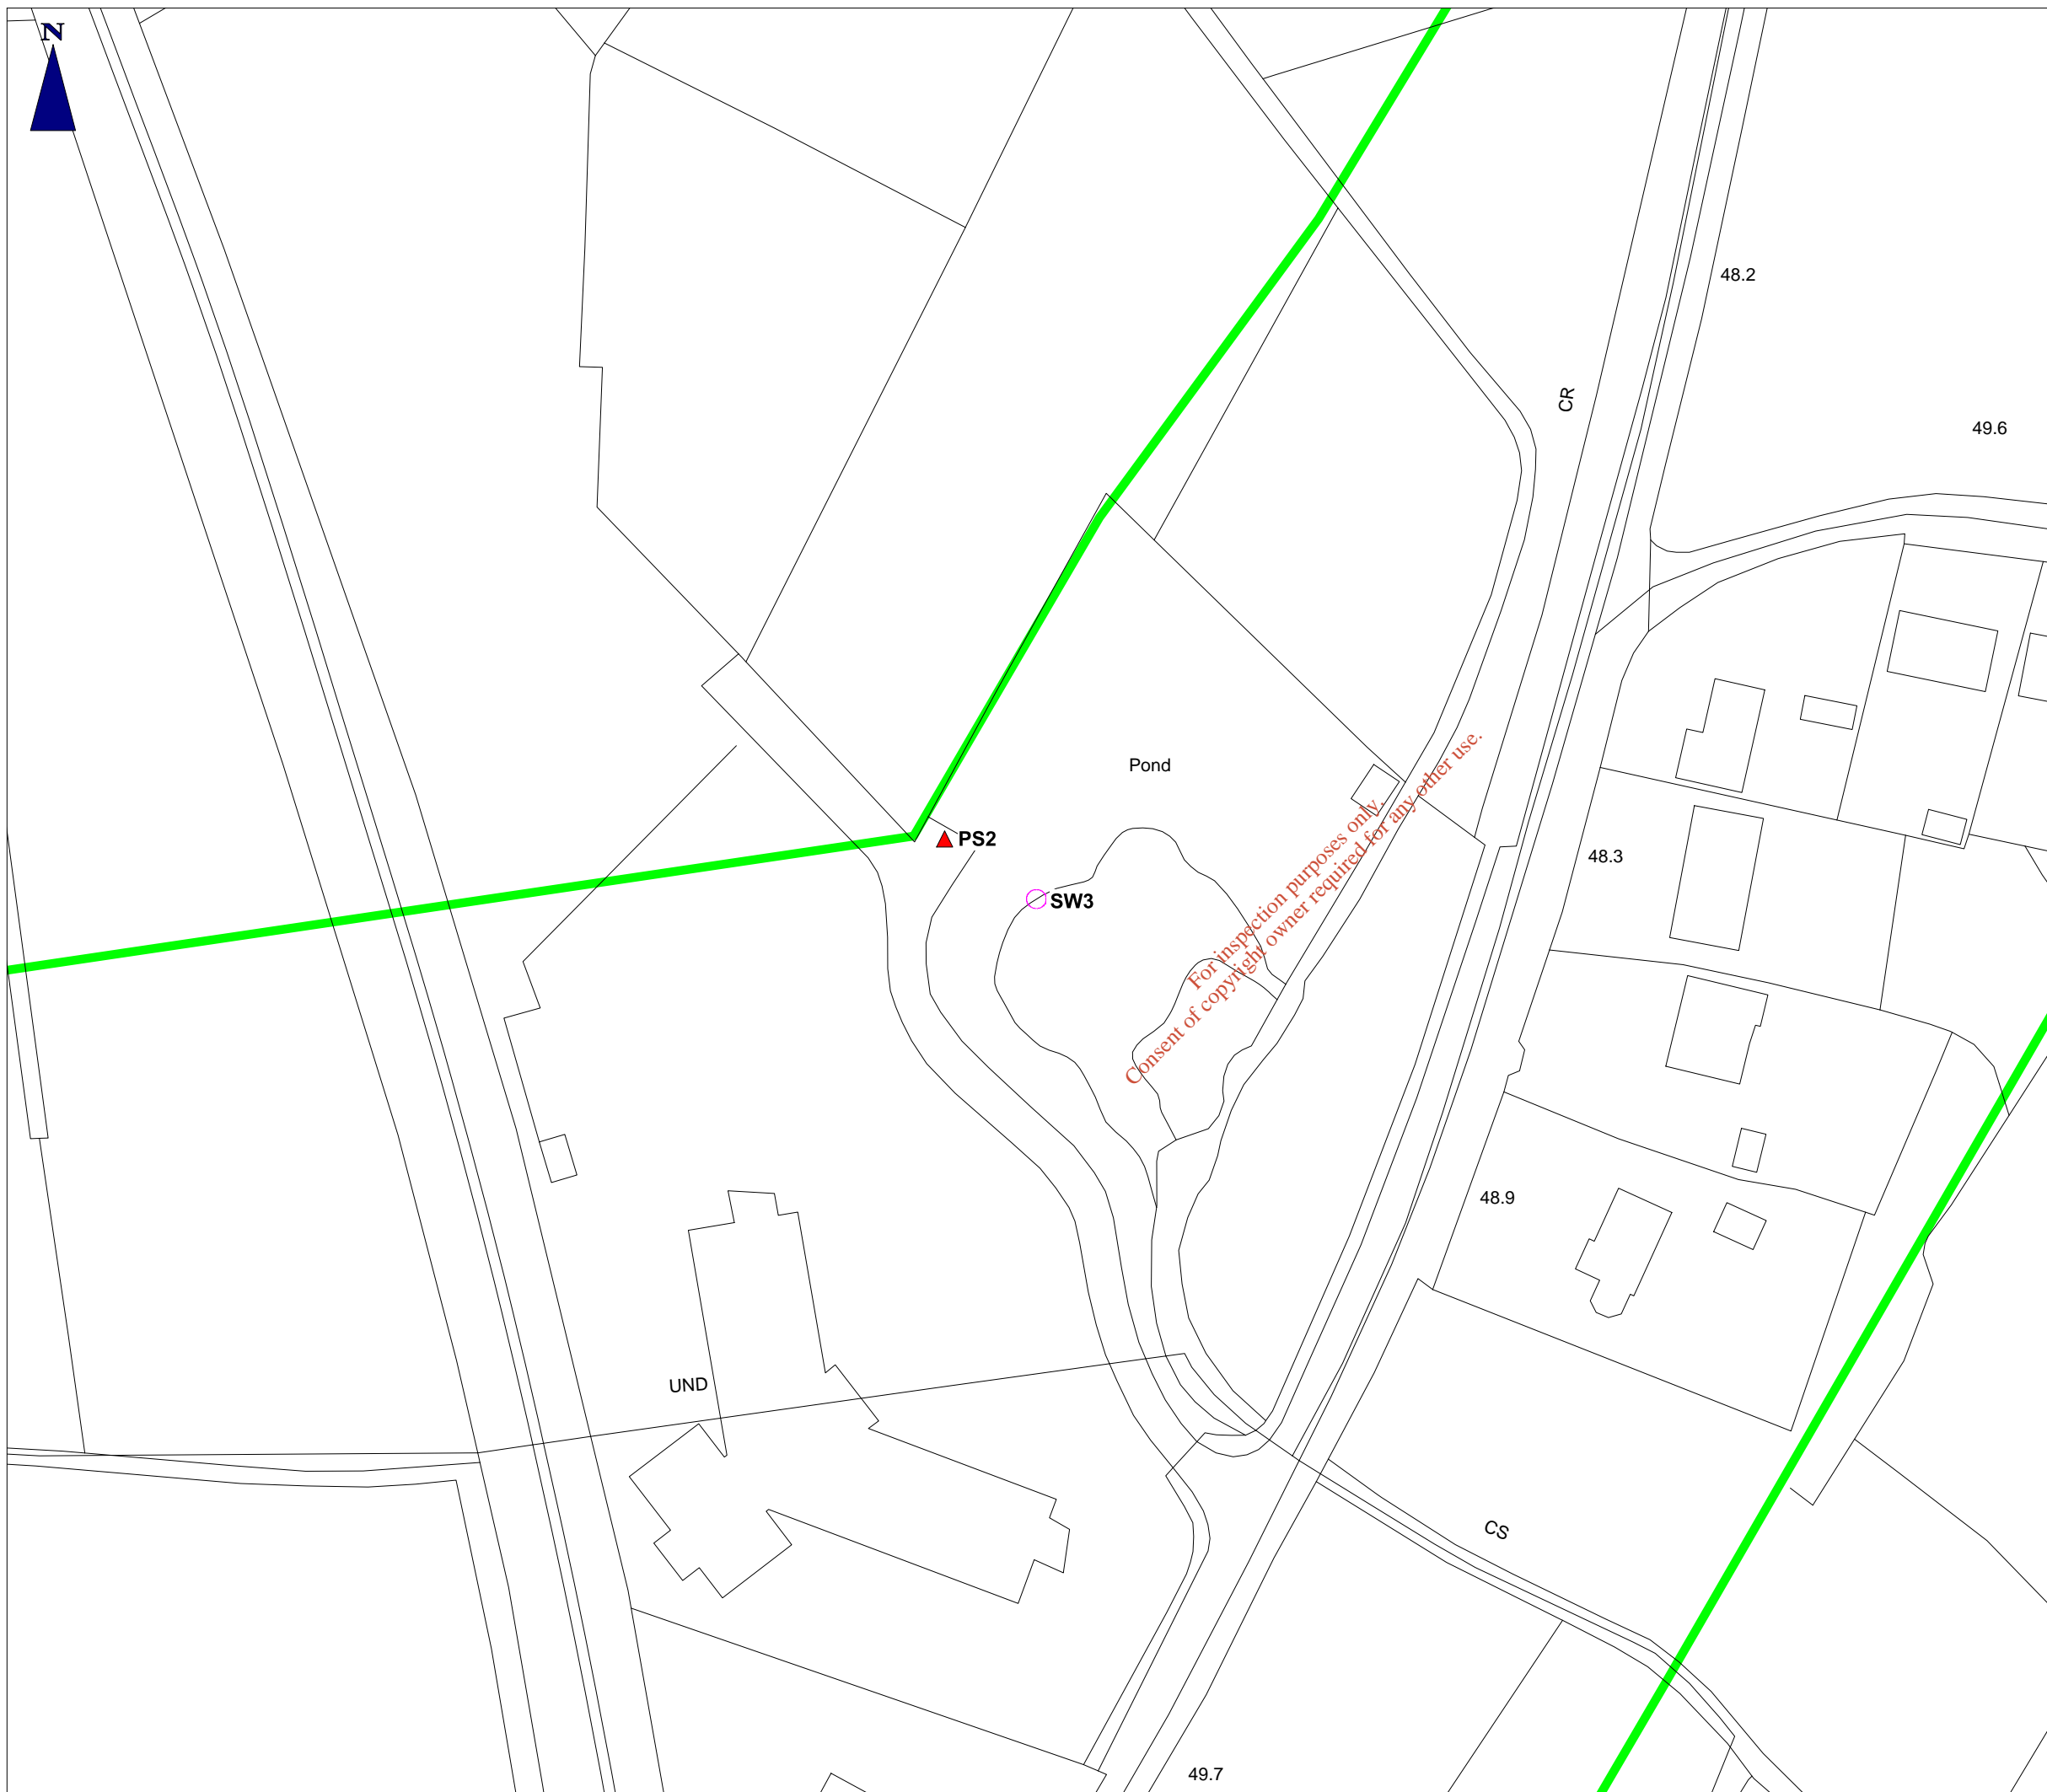 N
48.2
CR
49.6
Pond
PS2
48.3
SW3
For inspection purposes only.
Consent of copyright owner required for any other use.
48.9
UND
CS
49.7